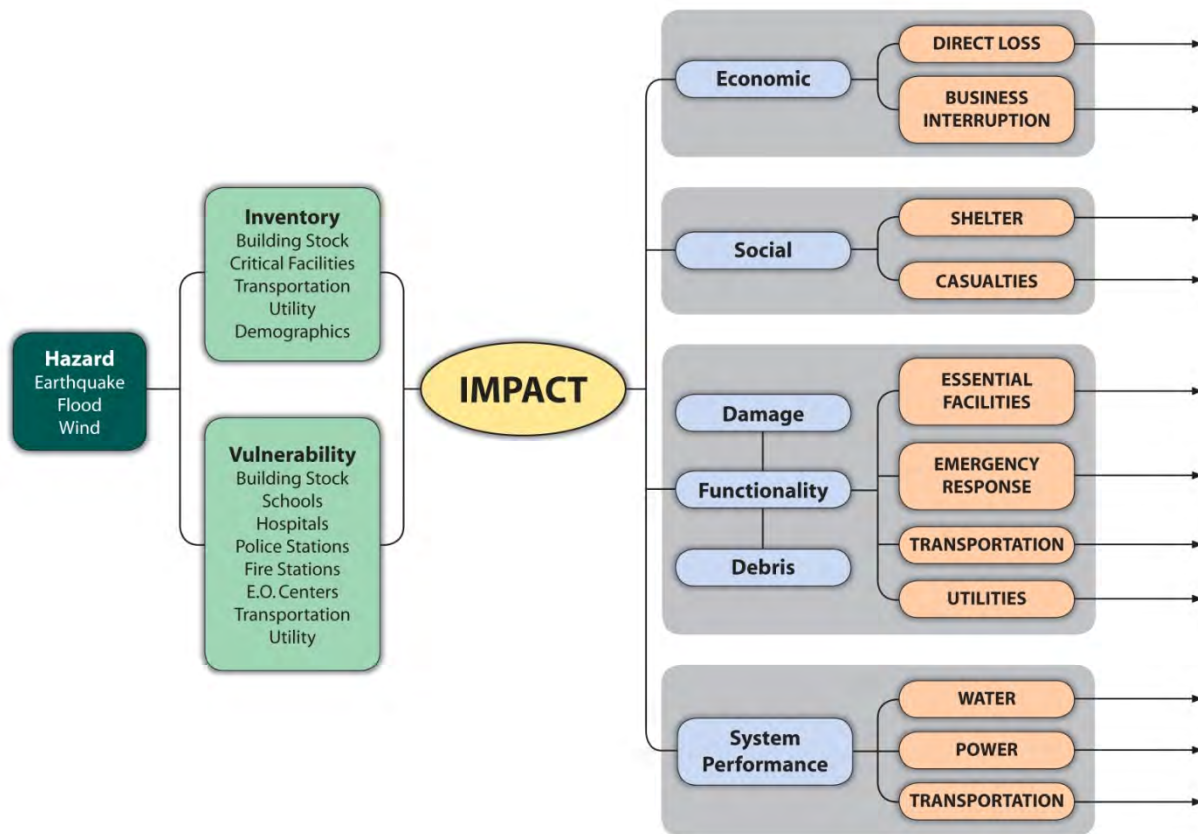 Hazard
Earthquake
Flood
Wind
Inventory
Building Stock
Critical Facilities
Transportation
Utility
Demographics
Vulnerability
Building Stock
Schools
Hospitals
Police Stations
Fire Stations
E.O. Centers
Transportation
Utility
IMPACT
Economic
DIRECT LOSS
BUSINESS
INTERRUPTION
Social
SHELTER
CASUALTIES
Damage
Functionality
Debris
ESSENTIAL
FACILITIES
EMERGENCY
RESPONSE
TRANSPORTATION
UTILITIES
System
Performance
WATER
POWER
TRANSPORTATION